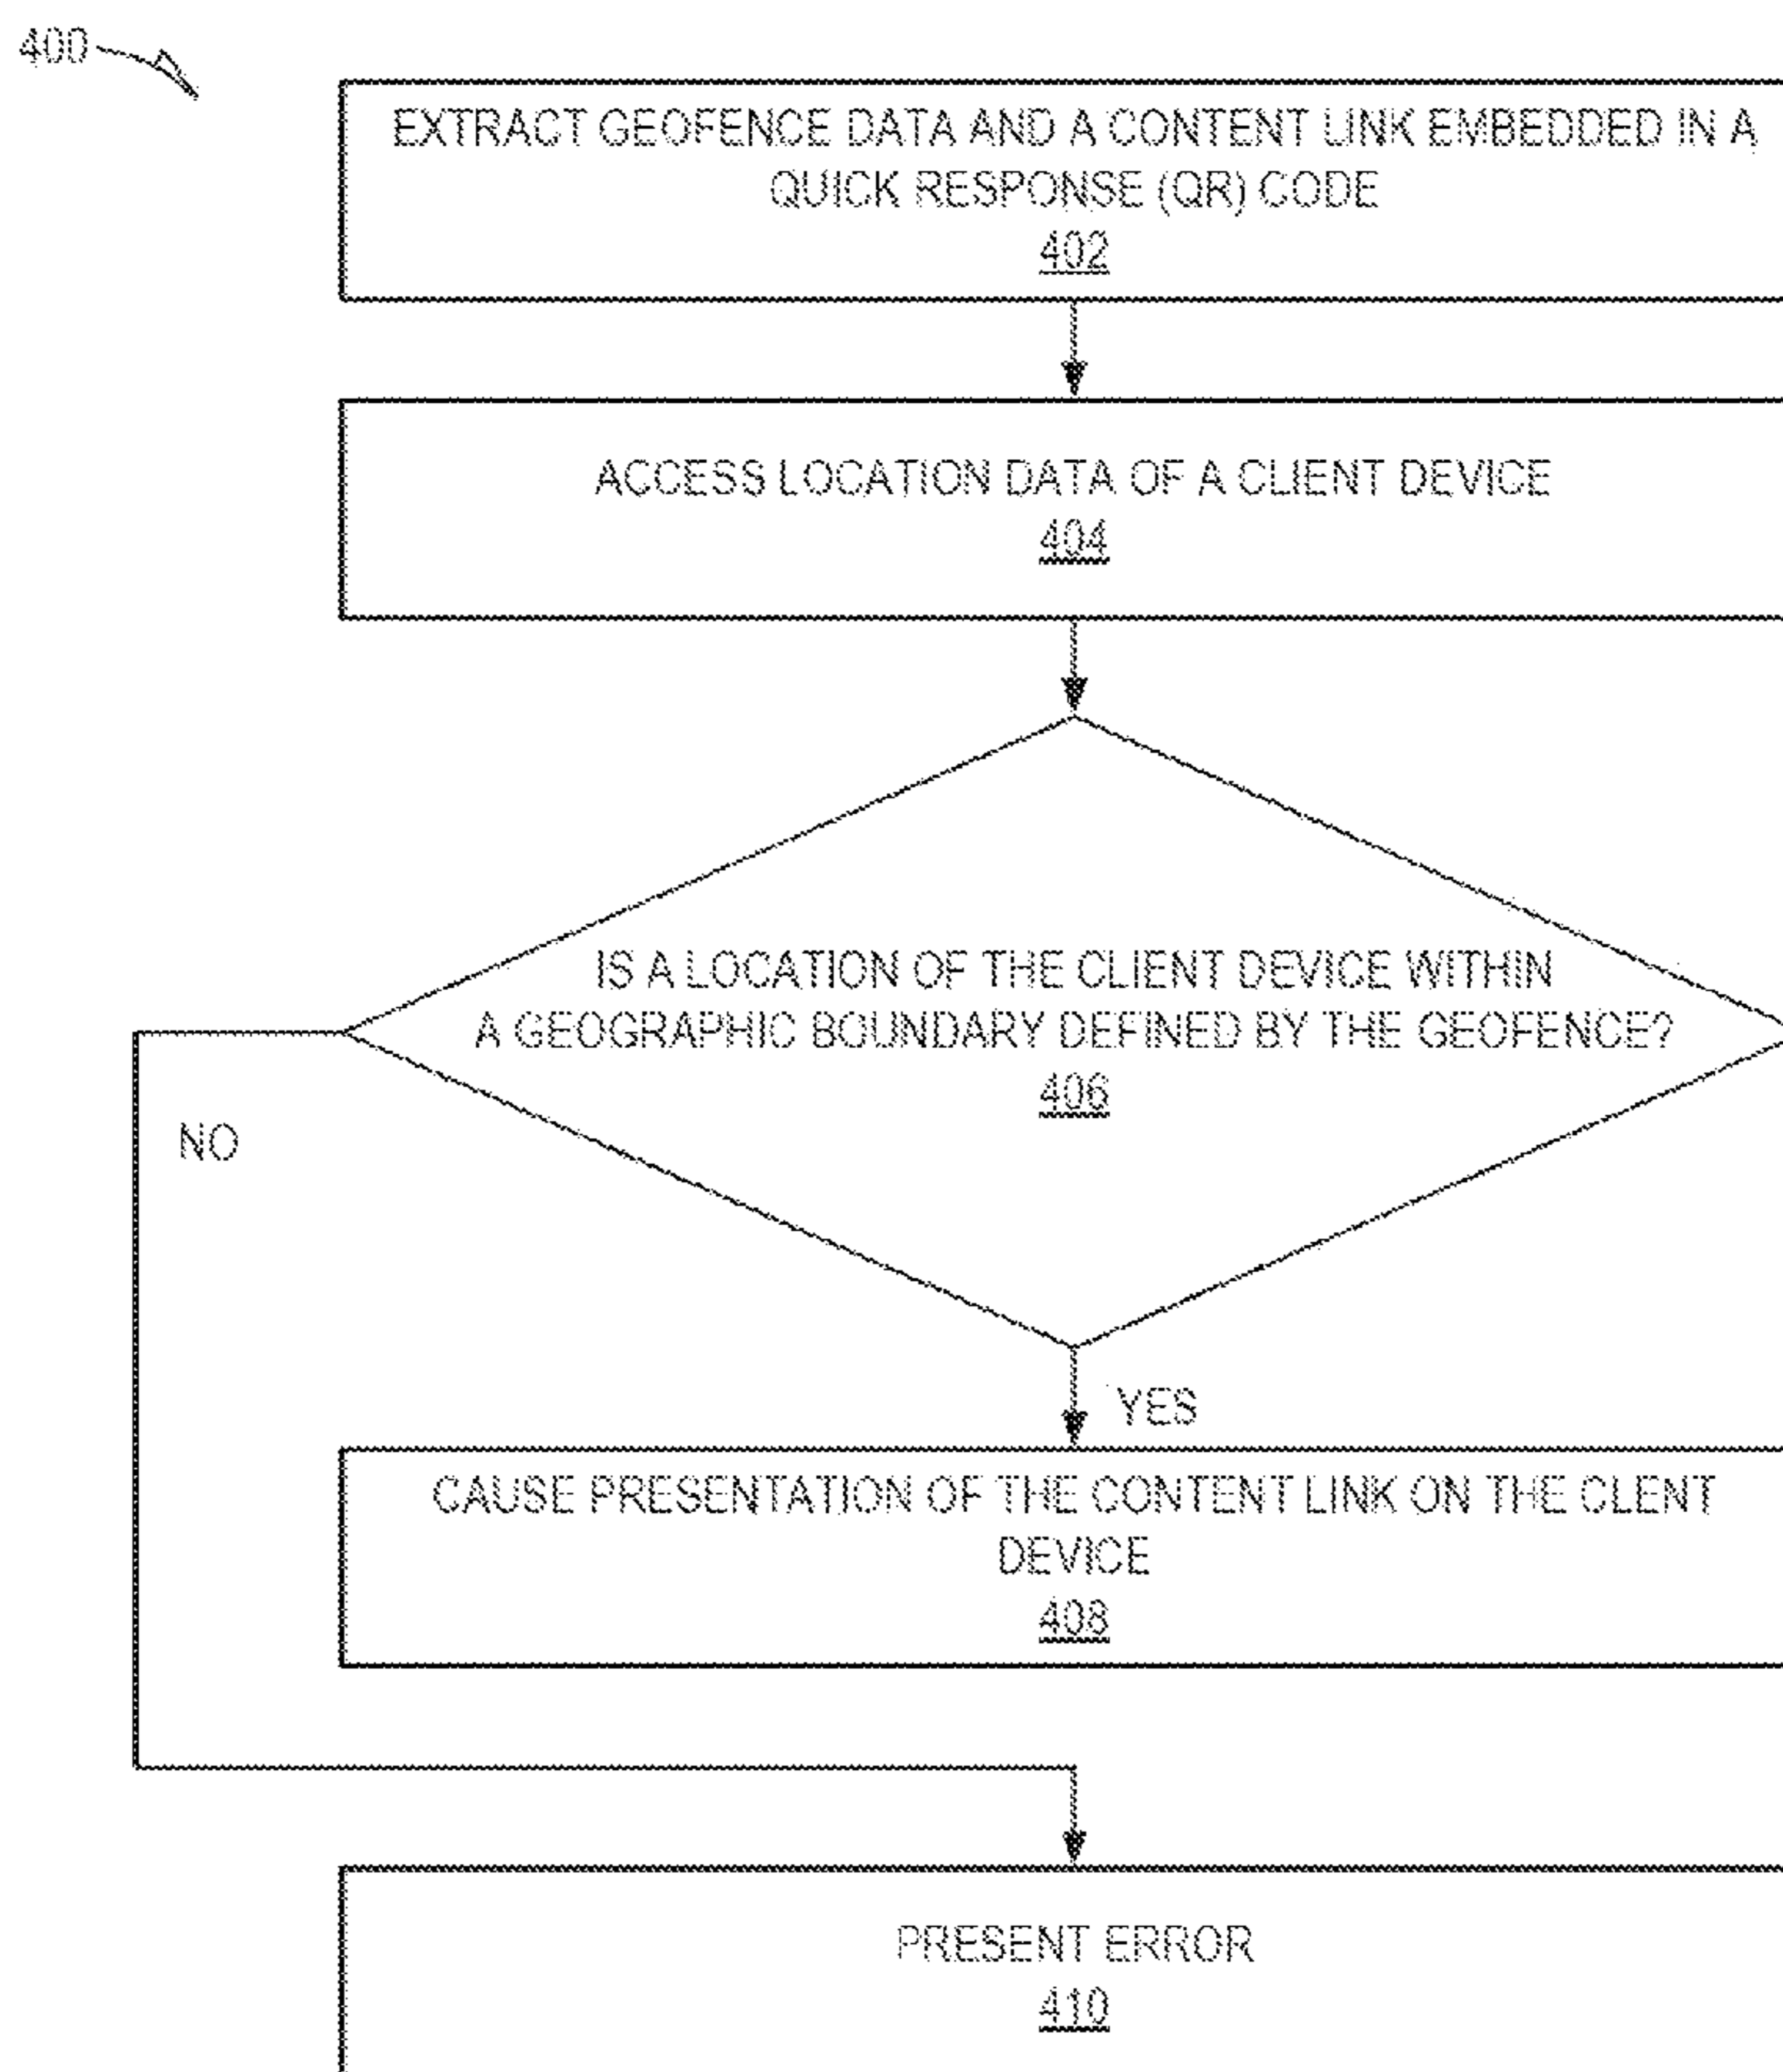 400
EXTRACT GEOFENCE DATA AND A CONTENT LINK EMBEDDED IN A
QUICK RESPONSE (QR) CODE
402
ACCESS LOCATION DATA OF A CLIENT DEVICE
404
IS A LOCATION OF THE CLIENT DEVICE WITHIN
A GEOGRAPHIC BOUNDARY DEFINED BY THE GEOFENCE?
406
NO
YES
CAUSE PRESENTATION OF THE CONTENT LINK ON THE CLENT
DEVICE
408
PRESENT ERROR
410